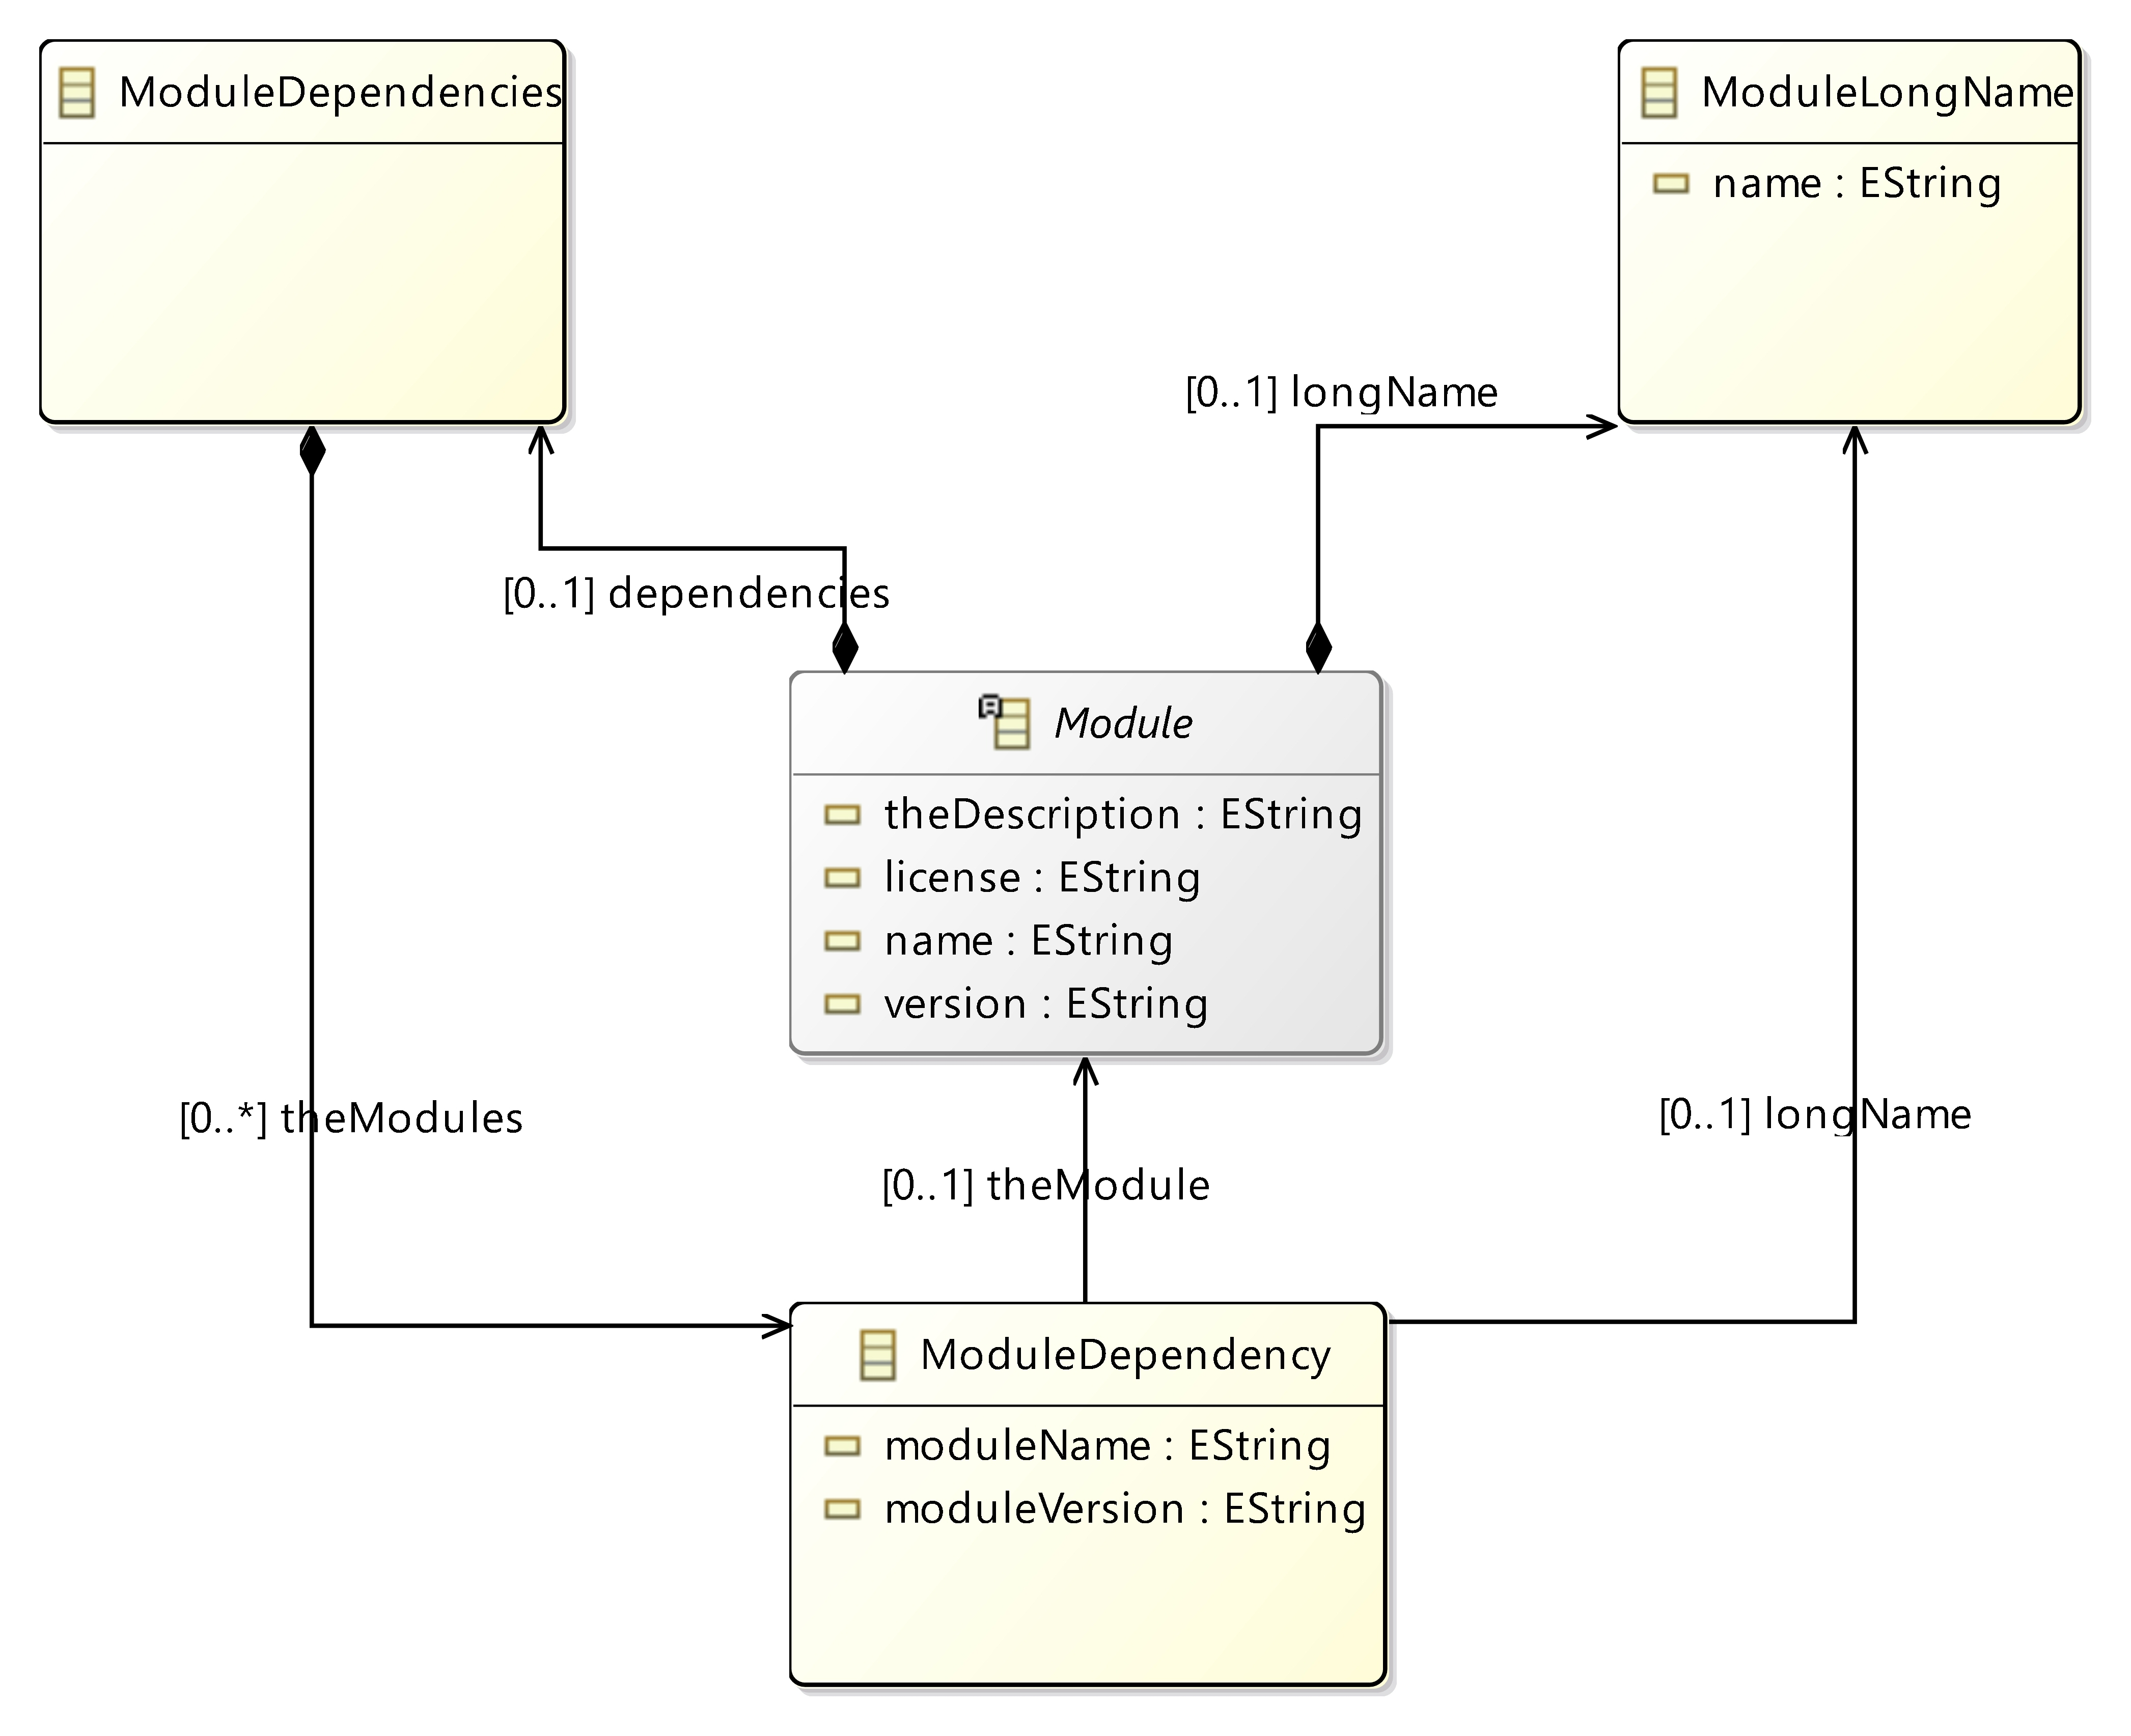 ModuleDependencies
ModuleLongName
name : EString
[0..1] longName
[0..1] dependencies
Module
theDescription : EString
license : EString
name : EString
version : EString
[0..*] theModules
[0..1] longName
[0..1] theModule
ModuleDependency
moduleName : EString
moduleVersion : EString